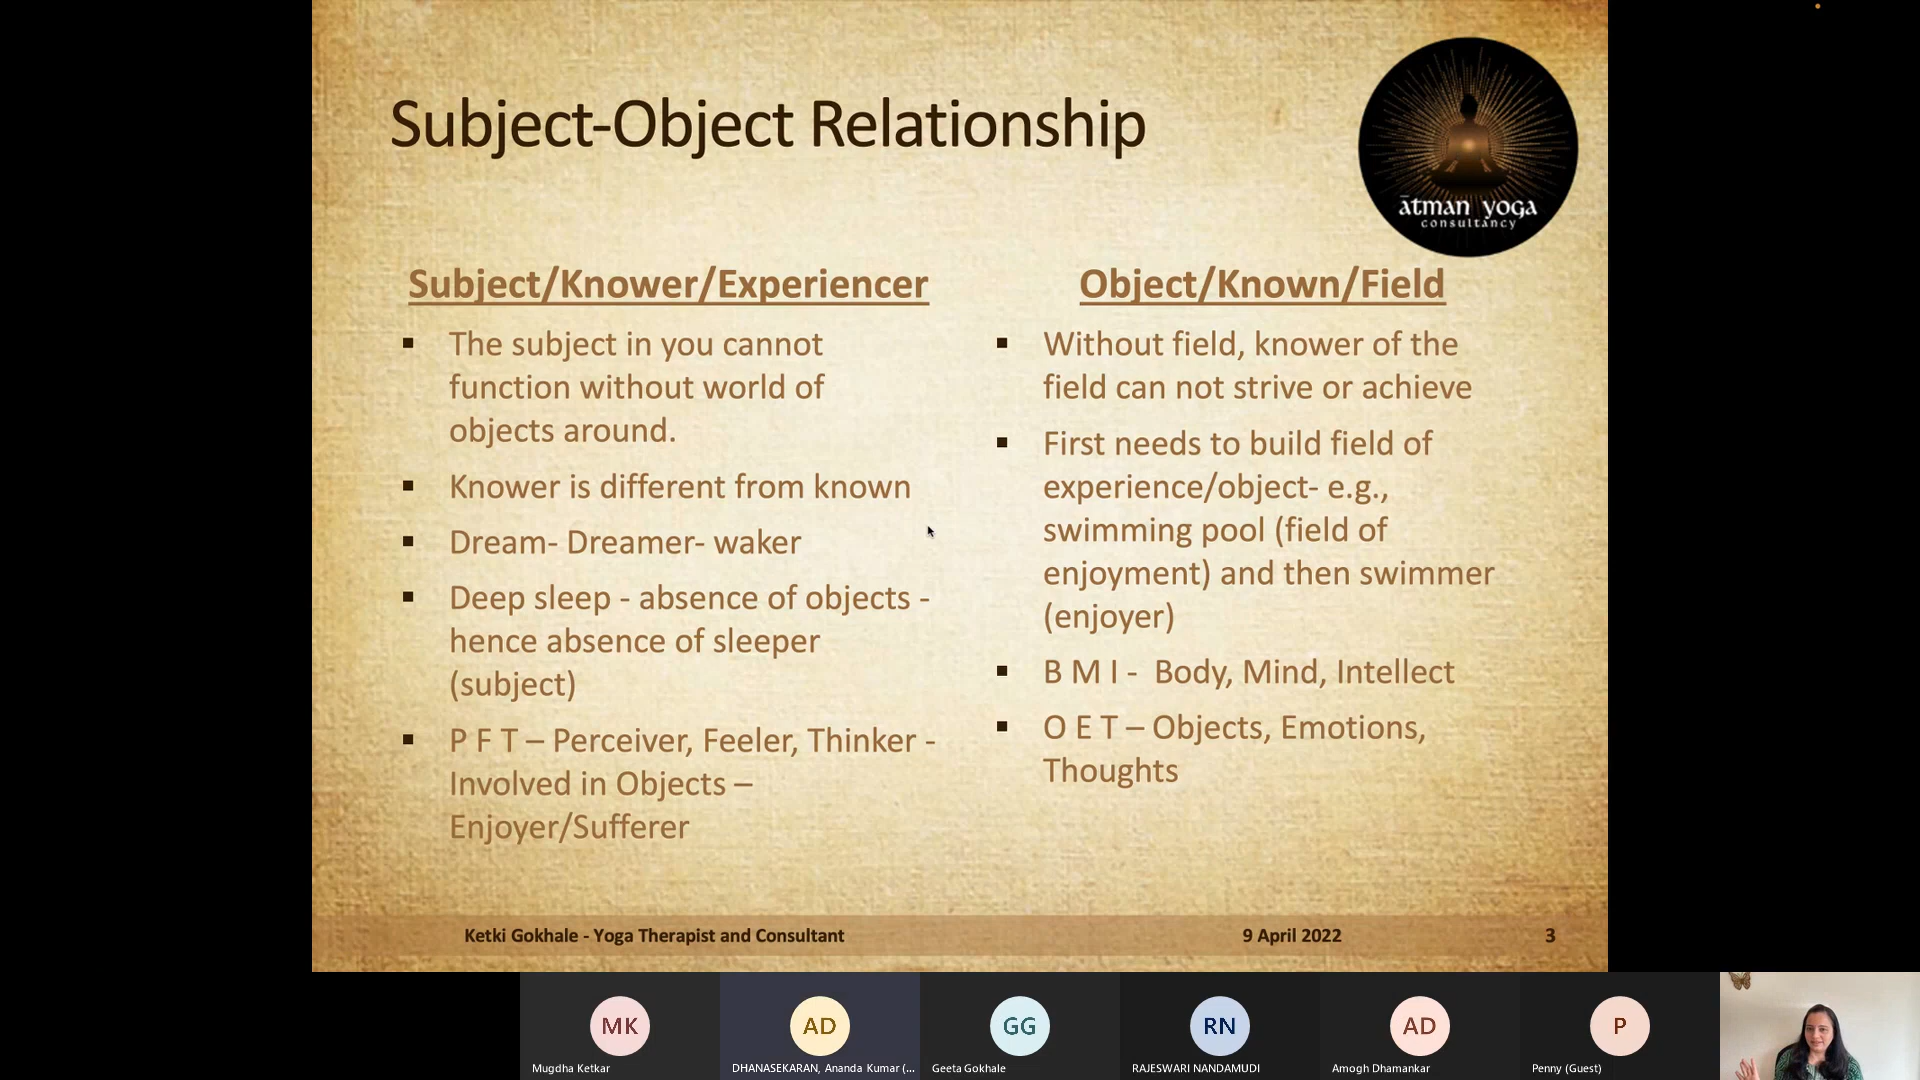 Subject-Object Relationship
ātman yoga
consultancy
Subject/Knower/Experiencer
▪ The subject in you cannot
function without world of
objects around.
▪ Knower is different from known
▪ Dream- Dreamer- waker
▪ Deep sleep - absence of objects -
hence absence of sleeper
(subject)
▪ P F T – Perceiver, Feeler, Thinker -
Involved in Objects –
Enjoyer/Sufferer
Object/Known/Field
▪ Without field, knower of the
field can not strive or achieve
▪ First needs to build field of
experience/object- e.g.,
swimming pool (field of
enjoyment) and then swimmer
(enjoyer)
▪ B M I - Body, Mind, Intellect
▪ O E T – Objects, Emotions,
Thoughts
Ketki Gokhale - Yoga Therapist and Consultant
9 April 2022
3
MK
AD
GG
RN
AD
P
Mugdha Ketkar
DHANASEKARAN, Ananda Kumar (...
Geeta Gokhale
RAJESWARI NANDAMUDI
Amogh Dhamankar
Penny (Guest)